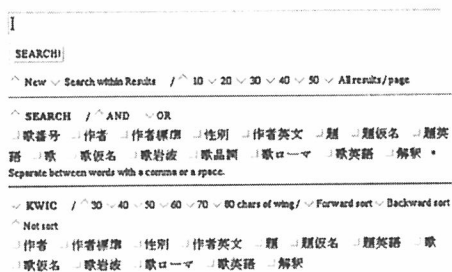 SEARCH!
New Search within Results / 10 20 30 40 50 All results/page
SEARCH / AND OR
歌番号 作者 作者標準 性別 作者英文 題 題仮名 題英
語 歌 歌仮名 歌岩波 歌品詞 歌ローマ 歌英語 解釈 *
Separate between words with a comma or a space.
KWIC / 30 40 50 60 70 80 chars of wing / Forward sort Backward sort
Not sort
作者 作者標準 性別 作者英文 題 題仮名 題英語 歌
歌仮名 歌岩波 歌ローマ 歌英語 解釈